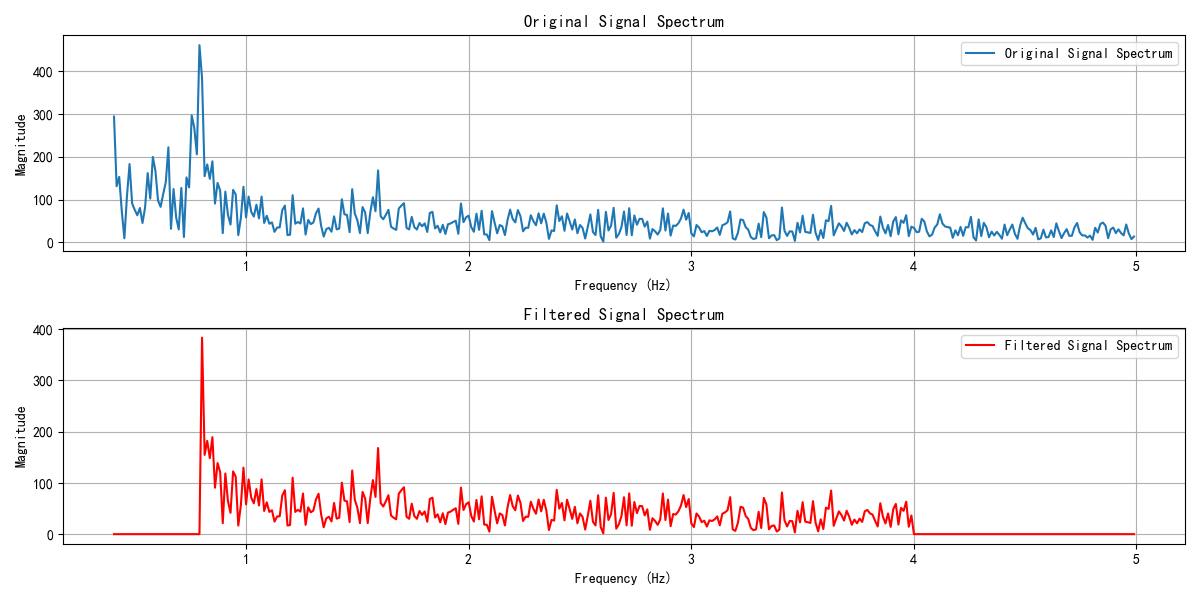 Original Signal Spectrum
Original Signal Spectrum
Magnitude
400
300
200
100
0
1
2
3
4
5
Frequency (Hz)
Filtered Signal Spectrum
Filtered Signal Spectrum
Magnitude
400
300
200
100
0
1
2
3
4
5
Frequency (Hz)